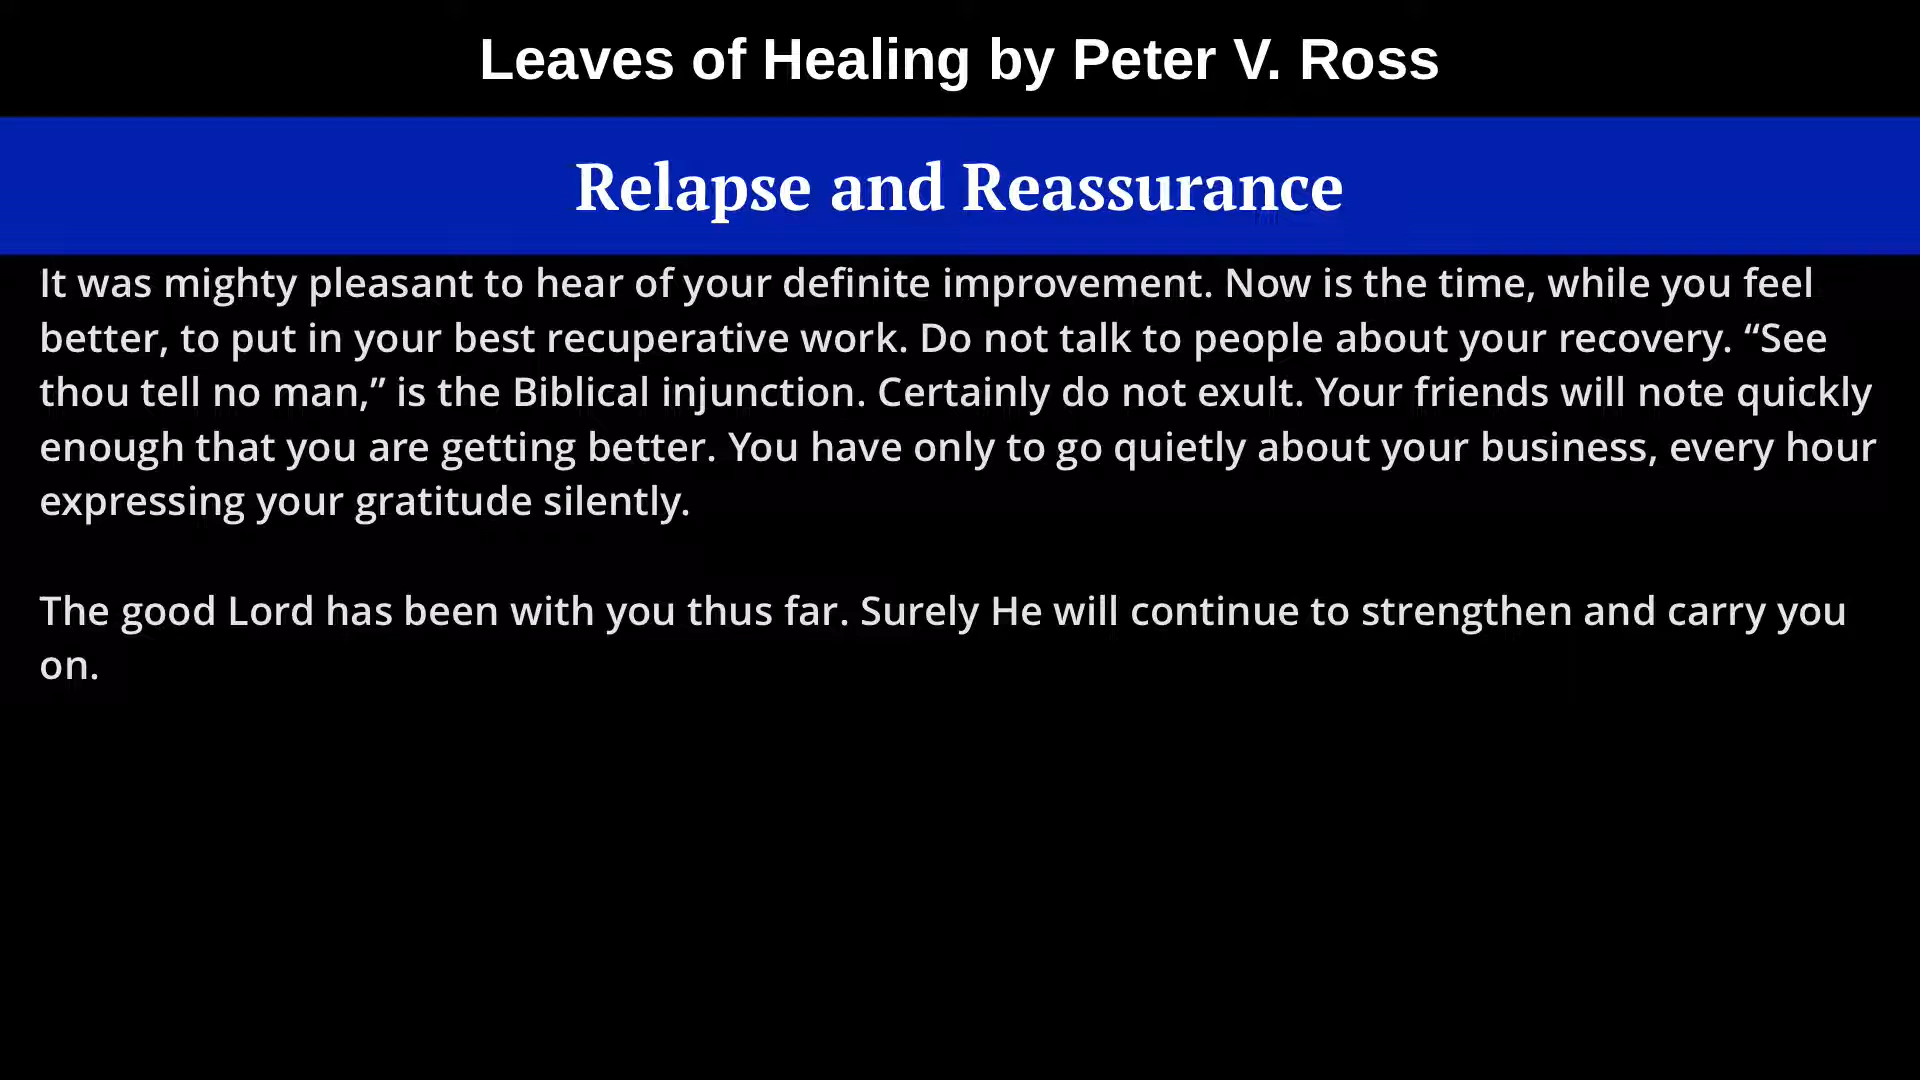 Leaves of Healing by Peter V. Ross
Relapse and Reassurance
It was mighty pleasant to hear of your definite improvement. Now is the time, while you feel
better, to put in your best recuperative work. Do not talk to people about your recovery. “See
thou tell no man,” is the Biblical injunction. Certainly do not exult. Your friends will note quickly
enough that you are getting better. You have only to go quietly about your business, every hour
expressing your gratitude silently.
The good Lord has been with you thus far. Surely He will continue to strengthen and carry you
on.